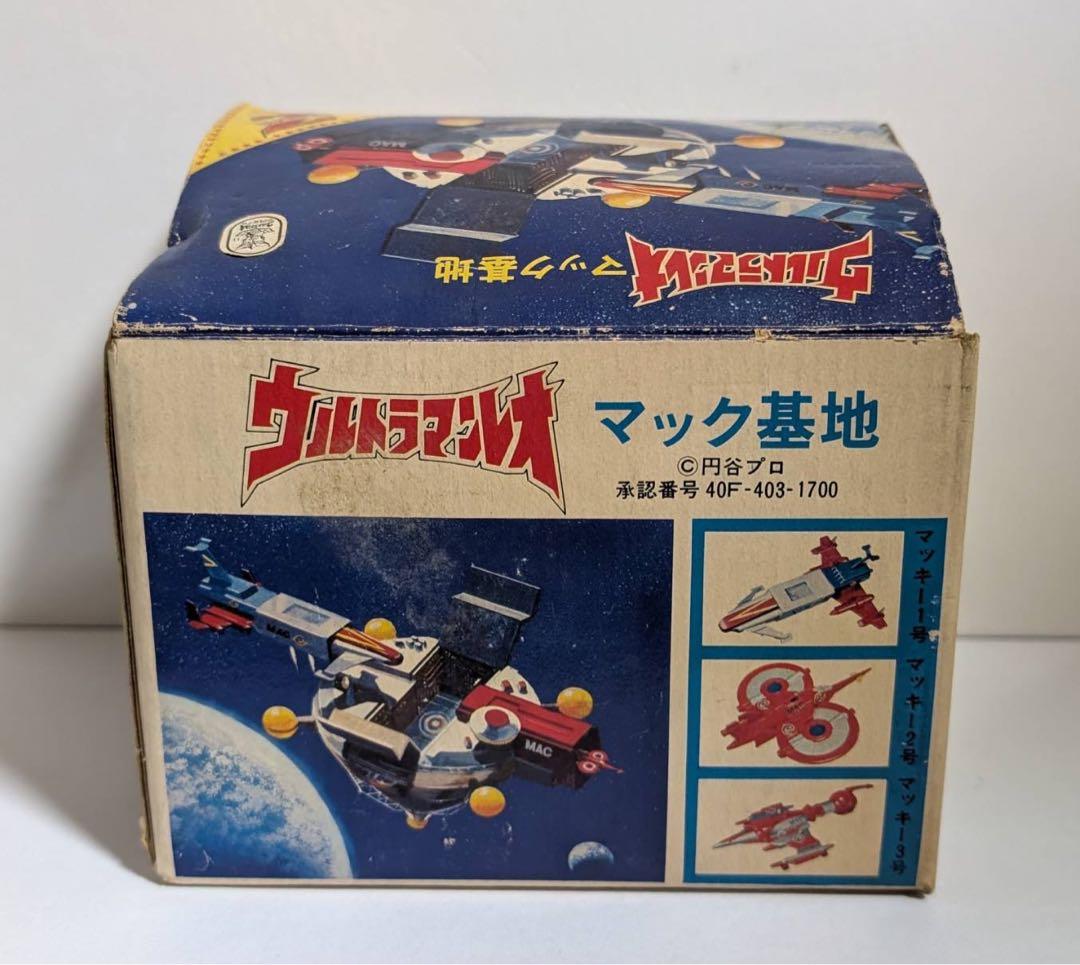 MAC
MAC
ウルトラマンレオ
マック基地
ウルトラマンレオ
マック基地
©円谷プロ
承認番号 40F-403-1700
MAC
MAC
マッキー1号
マッキー2号
マッキー3号